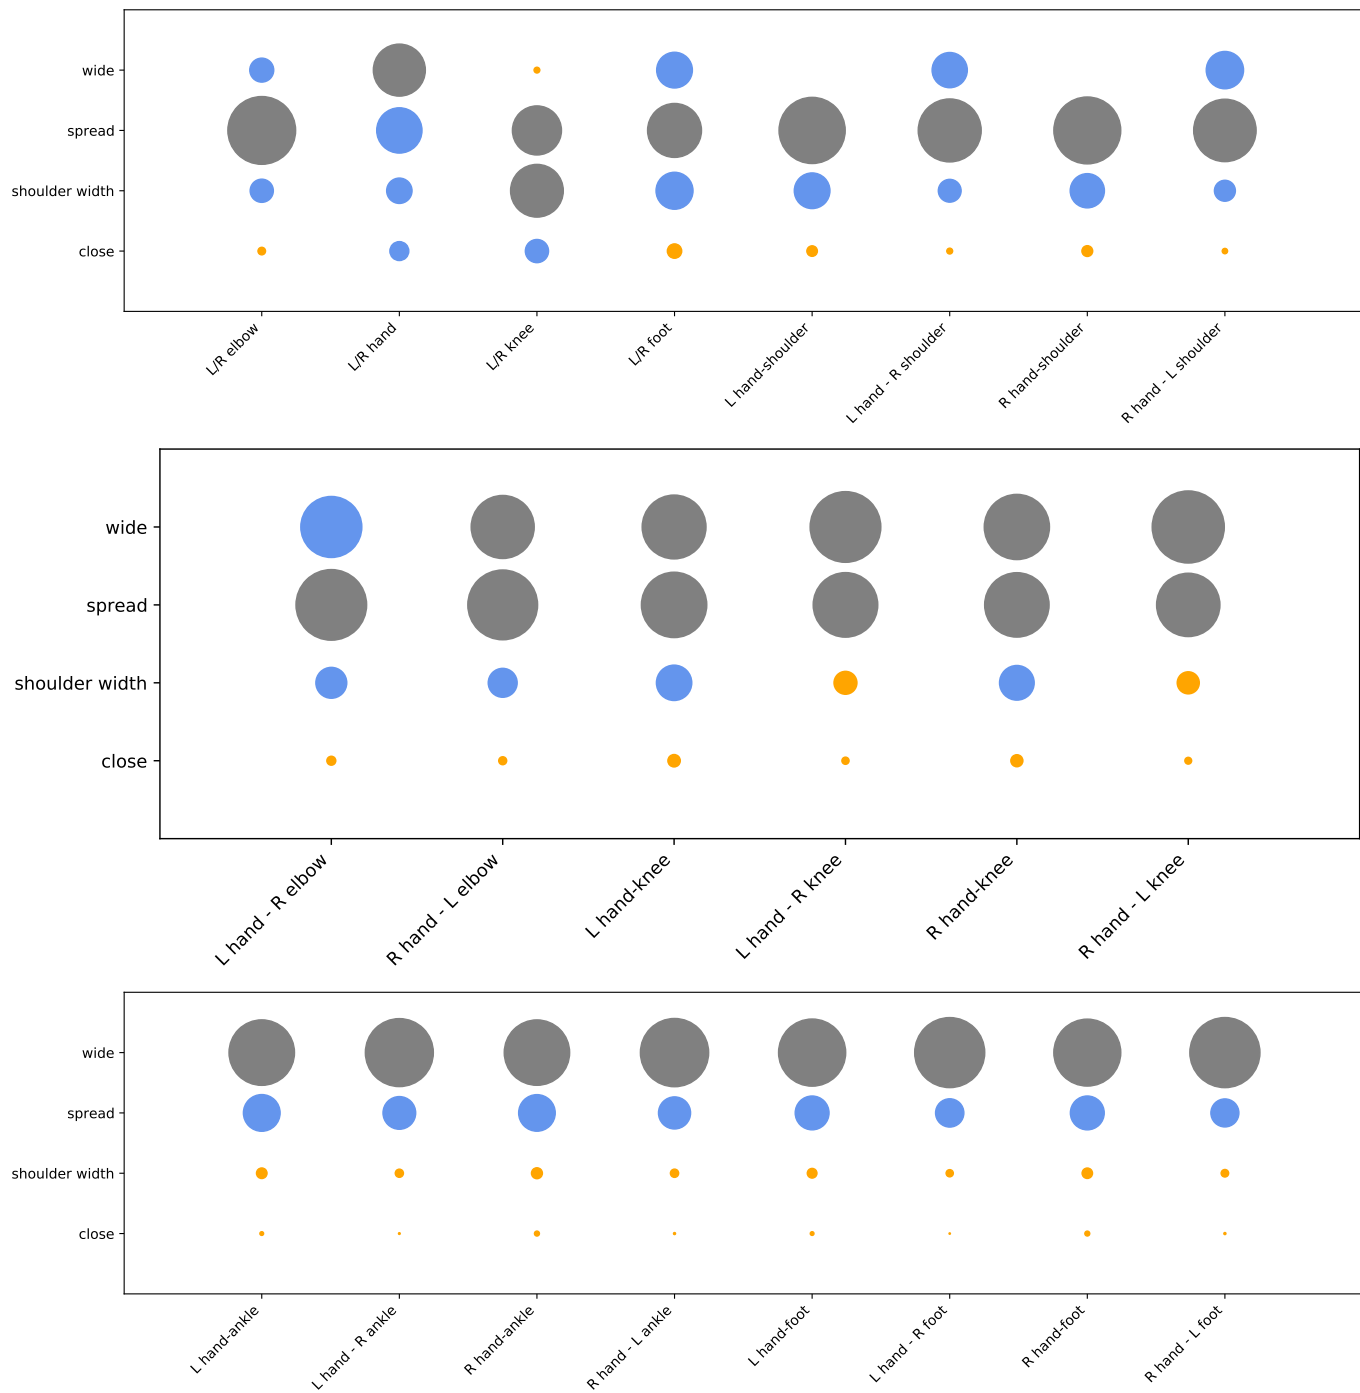 wide
spread
shoulder width
close
L/R elbow
L/R hand
L/R knee
L/R foot
L hand-shoulder
L hand - R shoulder
R hand-shoulder
R hand - L shoulder
wide
spread
shoulder width
close
L hand - R elbow
R hand - L elbow
L hand-knee
L hand - R knee
R hand-knee
R hand - L knee
wide
spread
shoulder width
close
L hand-ankle
L hand - R ankle
R hand-ankle
R hand - L ankle
L hand-foot
L hand - R foot
R hand-foot
R hand - L foot